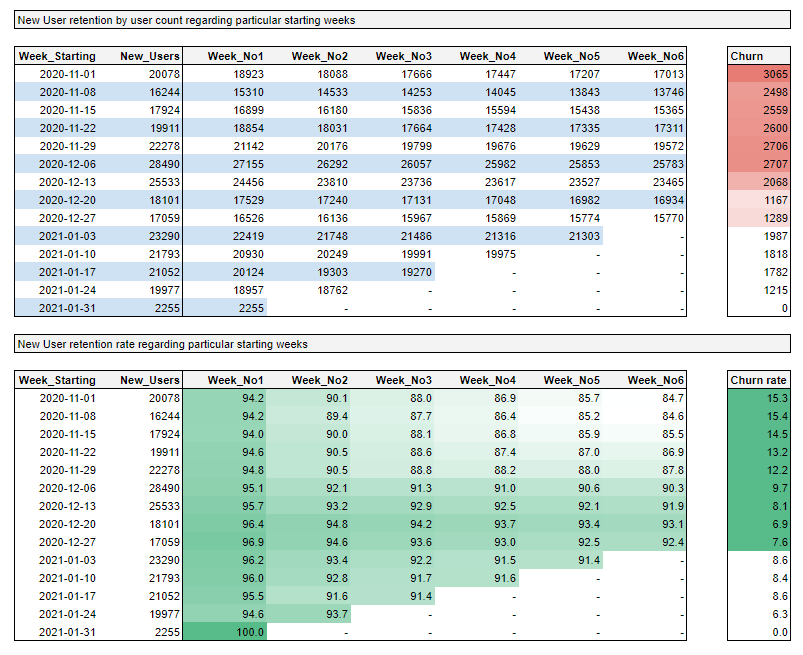 New User retention by user count regarding particular starting weeks
Week_Starting New_Users Week_No1 Week_No2 Week_No3 Week_No4 Week_No5 Week_No6 Churn
2020-11-01 20078 18923 18088 17666 17447 17207 17013 3065
2020-11-08 16244 15310 14533 14253 14045 13843 13746 2498
2020-11-15 17924 16899 16180 15836 15594 15438 15365 2559
2020-11-22 19911 18854 18031 17664 17428 17335 17311 2600
2020-11-29 22278 21142 20176 19799 19676 19629 19572 2706
2020-12-06 28490 27155 26292 26057 25982 25853 25783 2707
2020-12-13 25533 24456 23810 23736 23617 23527 23465 2068
2020-12-20 18101 17529 17240 17131 17048 16982 16934 1167
2020-12-27 17059 16526 16136 15967 15869 15774 15770 1289
2021-01-03 23290 22419 21748 21486 21316 21303 - 1987
2021-01-10 21793 20930 20249 19991 19975 - - 1818
2021-01-17 21052 20124 19303 19270 - - - 1782
2021-01-24 19977 18957 18762 - - - - 1215
2021-01-31 2255 2255 - - - - - 0
New User retention rate regarding particular starting weeks
Week_Starting New_Users Week_No1 Week_No2 Week_No3 Week_No4 Week_No5 Week_No6 Churn rate
2020-11-01 20078 94.2 90.1 88.0 86.9 85.7 84.7 15.3
2020-11-08 16244 94.2 89.4 87.7 86.4 85.2 84.6 15.4
2020-11-15 17924 94.0 90.0 88.1 86.8 85.9 85.5 14.5
2020-11-22 19911 94.6 90.5 88.6 87.4 87.0 86.9 13.2
2020-11-29 22278 94.8 90.5 88.8 88.2 88.0 87.8 12.2
2020-12-06 28490 95.1 92.1 91.3 91.0 90.6 90.3 9.7
2020-12-13 25533 95.7 93.2 92.9 92.5 92.1 91.9 8.1
2020-12-20 18101 96.4 94.8 94.2 93.7 93.4 93.1 6.9
2020-12-27 17059 96.9 94.6 93.6 93.0 92.5 92.4 7.6
2021-01-03 23290 96.2 93.4 92.2 91.5 91.4 - 8.6
2021-01-10 21793 96.0 92.8 91.7 91.6 - - 8.4
2021-01-17 21052 95.5 91.6 91.4 - - - 8.6
2021-01-24 19977 94.6 93.7 - - - - 6.3
2021-01-31 2255 100.0 - - - - - 0.0